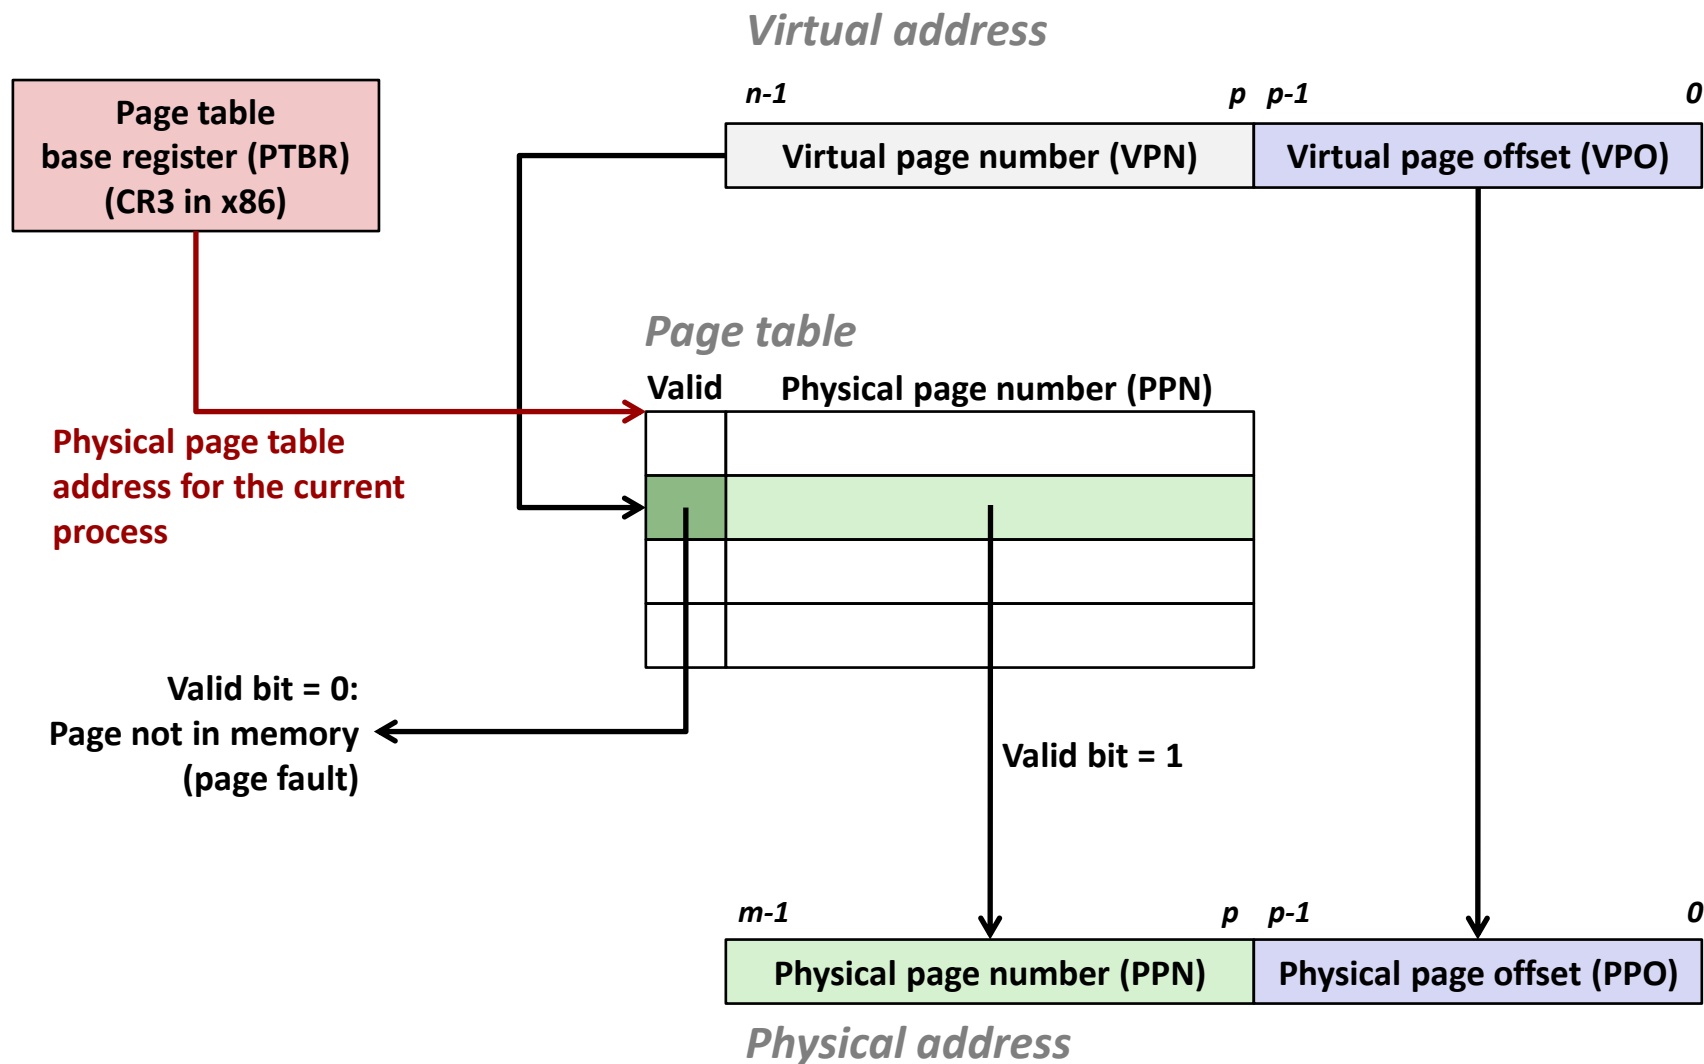 Virtual address
n-1 p p-1 0
Page table
base register (PTBR)
(CR3 in x86)
Virtual page number (VPN) Virtual page offset (VPO)
Page table
Valid Physical page number (PPN)
Physical page table
address for the current
process
Valid bit = 0:
Page not in memory
(page fault)
Valid bit = 1
m-1 p p-1 0
Physical page number (PPN) Physical page offset (PPO)
Physical address